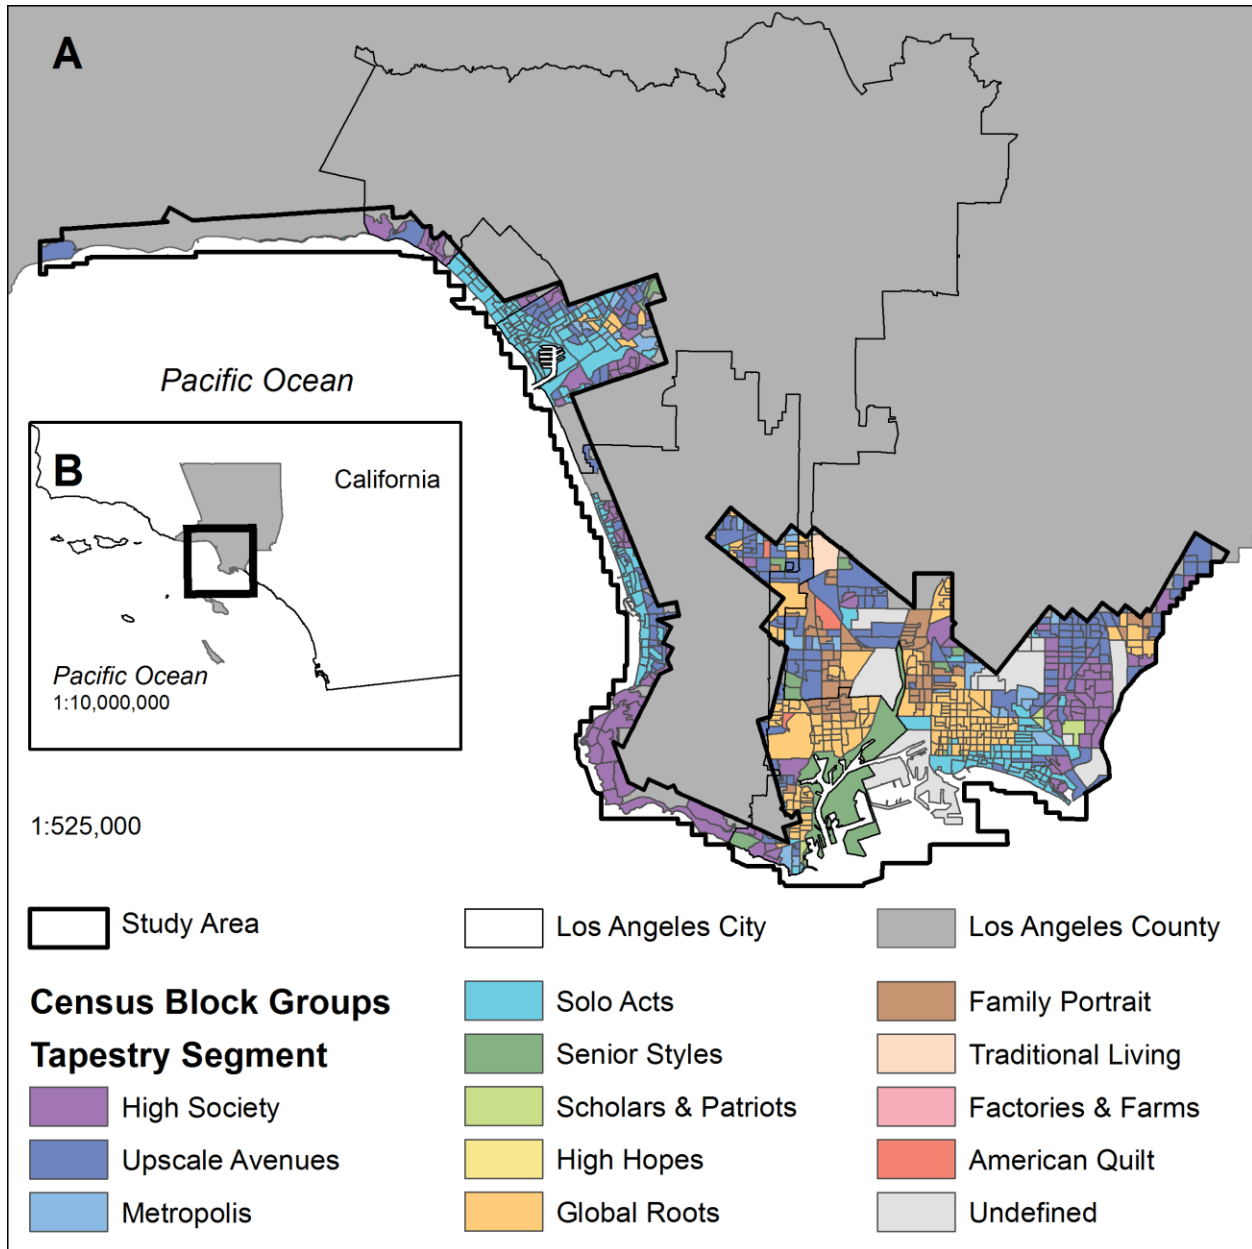 A
Pacific Ocean
B
California
Pacific Ocean
1:10,000,000
1:525,000
Study Area
Los Angeles City
Los Angeles County
Census Block Groups
Tapestry Segment
High Society
Upscale Avenues
Metropolis
Solo Acts
Senior Styles
Scholars & Patriots
High Hopes
Global Roots
Family Portrait
Traditional Living
Factories & Farms
American Quilt
Undefined